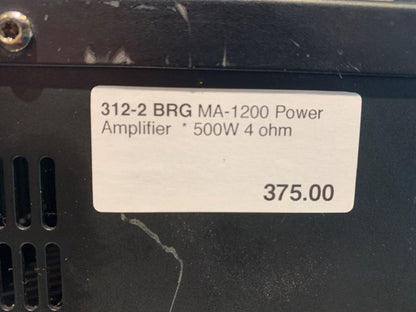 312-2 BRG MA-1200 Power
Amplifier * 500W 4 ohm
375.00